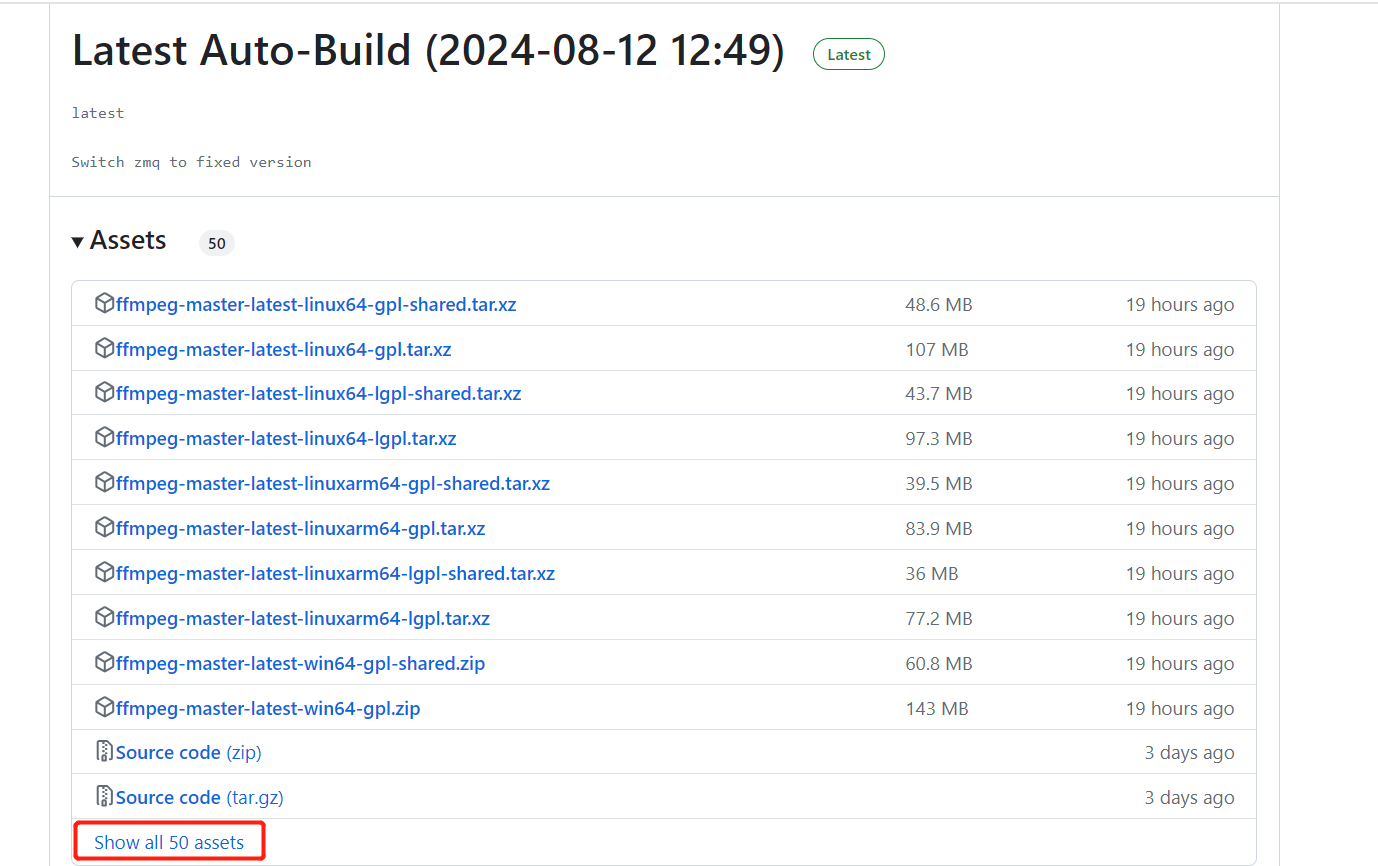 Latest Auto-Build (2024-08-12 12:49) Latest
latest
Switch zmq to fixed version
Assets 50
ffmpeg-master-latest-linux64-gpl-shared.tar.xz 48.6 MB 19 hours ago
ffmpeg-master-latest-linux64-gpl.tar.xz 107 MB 19 hours ago
ffmpeg-master-latest-linux64-lgpl-shared.tar.xz 43.7 MB 19 hours ago
ffmpeg-master-latest-linux64-lgpl.tar.xz 97.3 MB 19 hours ago
ffmpeg-master-latest-linuxarm64-gpl-shared.tar.xz 39.5 MB 19 hours ago
ffmpeg-master-latest-linuxarm64-gpl.tar.xz 83.9 MB 19 hours ago
ffmpeg-master-latest-linuxarm64-lgpl-shared.tar.xz 36 MB 19 hours ago
ffmpeg-master-latest-linuxarm64-lgpl.tar.xz 77.2 MB 19 hours ago
ffmpeg-master-latest-win64-gpl-shared.zip 60.8 MB 19 hours ago
ffmpeg-master-latest-win64-gpl.zip 143 MB 19 hours ago
Source code (zip) 3 days ago
Source code (tar.gz) 3 days ago
Show all 50 assets